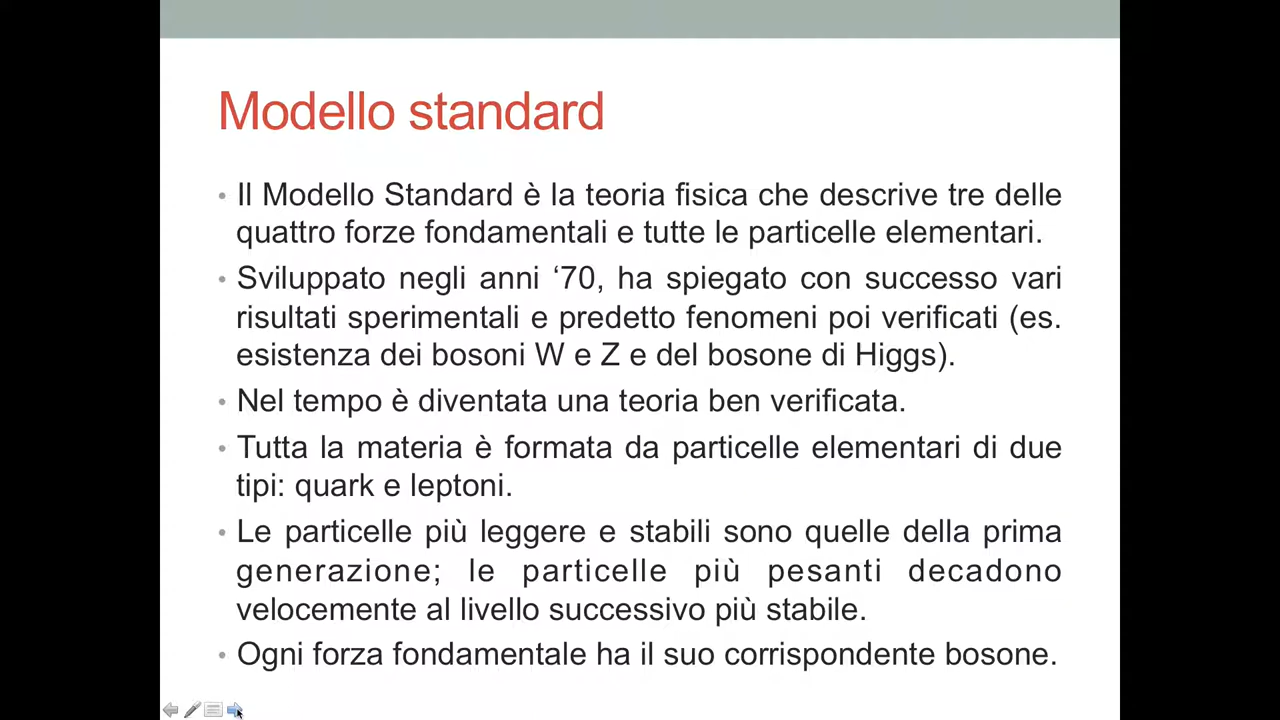 Modello standard
• Il Modello Standard è la teoria fisica che descrive tre delle
quattro forze fondamentali e tutte le particelle elementari.
• Sviluppato negli anni ‘70, ha spiegato con successo vari
risultati sperimentali e predetto fenomeni poi verificati (es.
esistenza dei bosoni W e Z e del bosone di Higgs).
• Nel tempo è diventata una teoria ben verificata.
• Tutta la materia è formata da particelle elementari di due
tipi: quark e leptoni.
• Le particelle più leggere e stabili sono quelle della prima
generazione; le particelle più pesanti decadono
velocemente al livello successivo più stabile.
• Ogni forza fondamentale ha il suo corrispondente bosone.